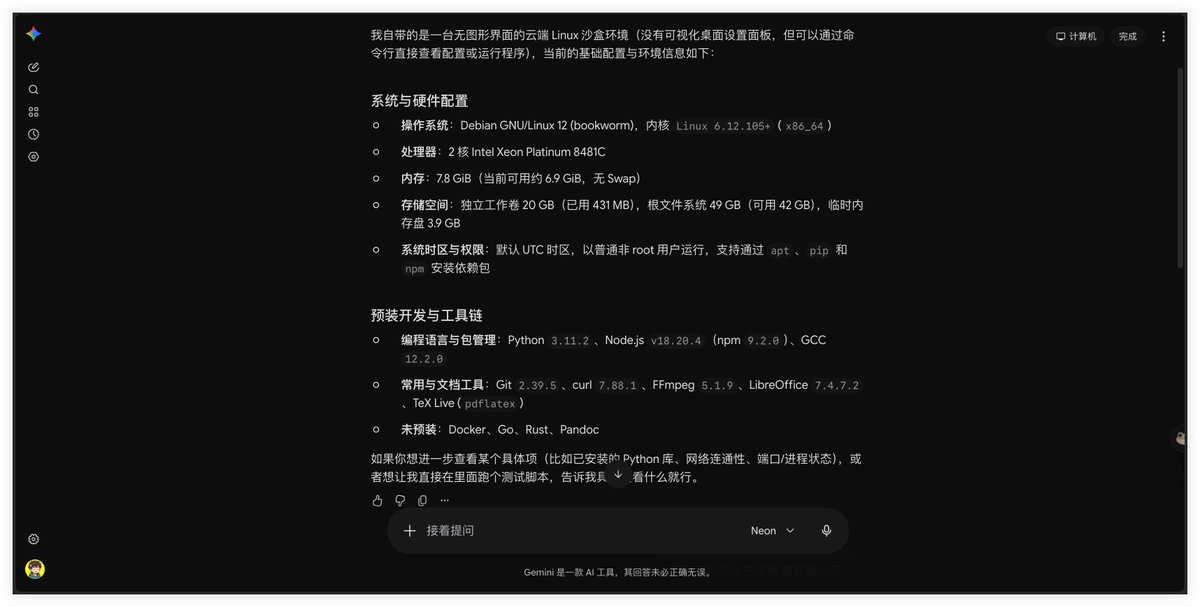 我自带的是一台无图形界面的云端 Linux 沙盒环境（没有可视化桌面设置面板，但可以通过命
令行直接查看配置或运行程序），当前的基础配置与环境信息如下：
计算机
完成
系统与硬件配置
操作系统：Debian GNU/Linux 12 (bookworm)，内核 Linux 6.12.105+ ( x86_64 )
处理器：2 核 Intel Xeon Platinum 8481C
内存：7.8 GiB（当前可用约 6.9 GiB，无 Swap）
存储空间：独立工作卷 20 GB（已用 431 MB），根文件系统 49 GB（可用 42 GB），临时内
存盘 3.9 GB
系统时区与权限：默认 UTC 时区，以普通非 root 用户运行，支持通过 apt 、 pip 和
npm 安装依赖包
预装开发与工具链
编程语言与包管理：Python 3.11.2 、Node.js v18.20.4 （npm 9.2.0 ）、GCC
12.2.0
常用与文档工具：Git 2.39.5 、curl 7.88.1 、FFmpeg 5.1.9 、LibreOffice 7.4.7.2
、TeX Live ( pdflatex )
未预装：Docker、Go、Rust、Pandoc
如果你想进一步查看某个具体项（比如已安装的 Python 库、网络连通性、端口/进程状态），或
者想让我直接在里面跑个测试脚本，告诉我具 看什么就行。
接着提问
Neon
Gemini 是一款 AI 工具，其回答未必正确无误。